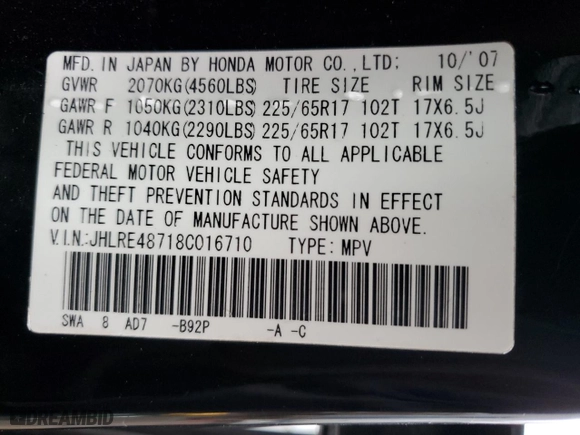 MFD. IN JAPAN BY HONDA MOTOR CO., LTD: 10/'07
GVWR 2070KG(4560LBS) TIRE SIZE RIM SIZE
GAWR F 1050KG(2310LBS) 225/65R17 102T 17X6.5J
GAWR R 1040KG(2290LBS) 225/65R17 102T 17X6.5J
THIS VEHICLE CONFORMS TO ALL APPLICABLE
FEDERAL MOTOR VEHICLE SAFETY
AND THEFT PREVENTION STANDARDS IN EFFECT
ON THE DATE OF MANUFACTURE SHOWN ABOVE.
V.I.N.:JHLRE48718C016710 TYPE: MPV
SWA 8 AD7 -B92P -A -C
DREAMBID